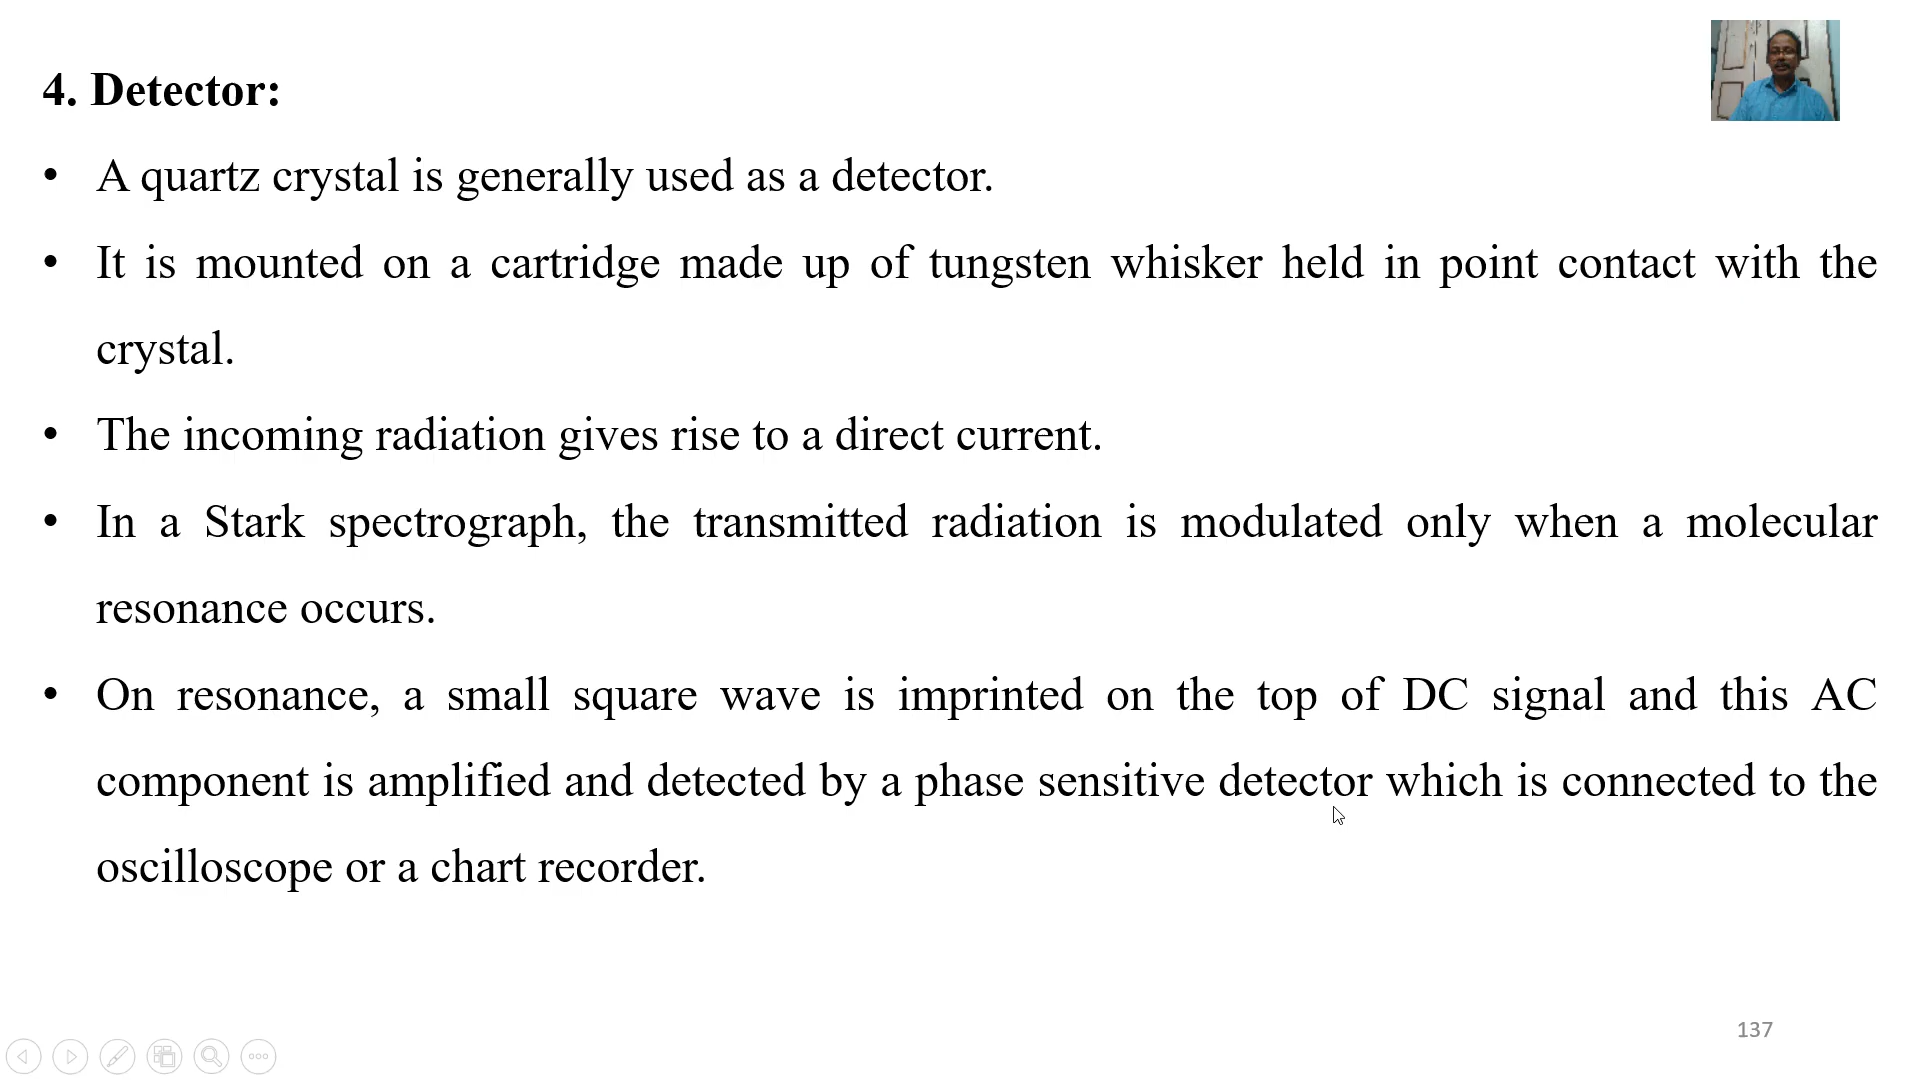 4. Detector:
• A quartz crystal is generally used as a detector.
• It is mounted on a cartridge made up of tungsten whisker held in point contact with the
crystal.
• The incoming radiation gives rise to a direct current.
• In a Stark spectrograph, the transmitted radiation is modulated only when a molecular
resonance occurs.
• On resonance, a small square wave is imprinted on the top of DC signal and this AC
component is amplified and detected by a phase sensitive detector which is connected to the
oscilloscope or a chart recorder.
137